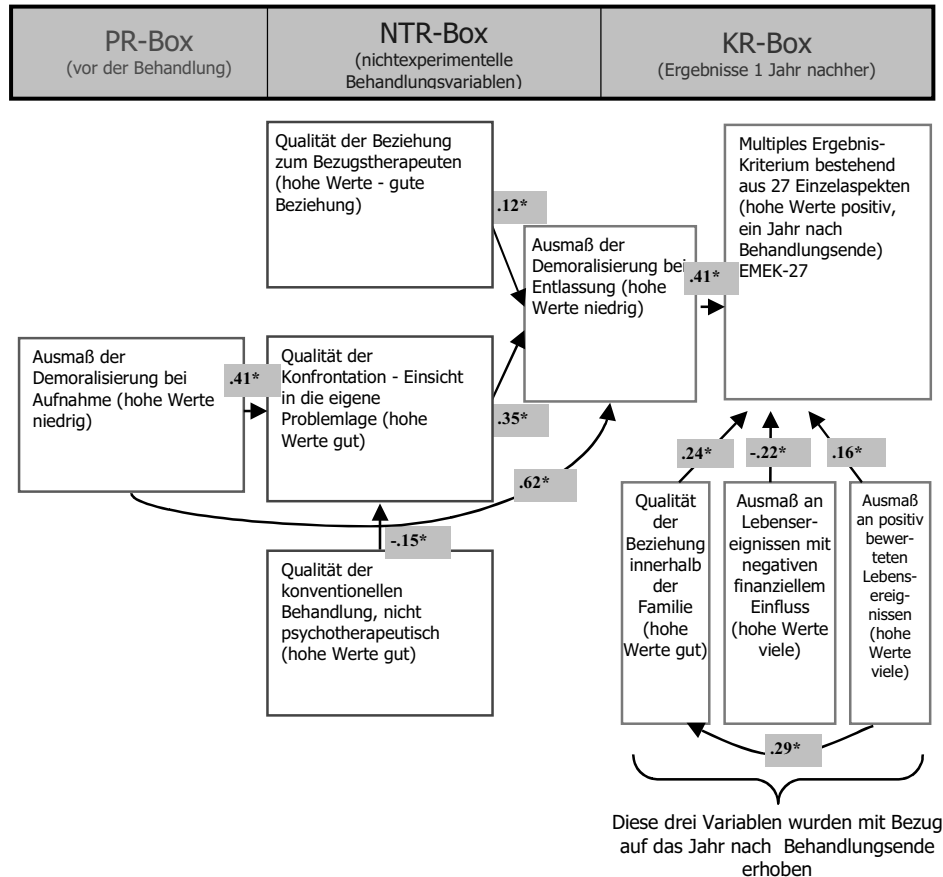 PR-Box
(vor der Behandlung)
NTR-Box
(nichtexperimentelle
Behandlungsvariablen)
KR-Box
(Ergebnisse 1 Jahr nachher)
Qualität der Beziehung
zum Bezugstherapeuten
(hohe Werte - gute
Beziehung)
.12*
Multiples Ergebnis-
Kriterium bestehend
aus 27 Einzelaspekten
(hohe Werte positiv,
ein Jahr nach
Behandlungsende)
EMEK-27
Ausmaß der
Demoralisierung bei
Entlassung (hohe
Werte niedrig)
.41*
Ausmaß der
Demoralisierung bei
Aufnahme (hohe Werte
niedrig)
.41*
Qualität der
Konfrontation - Einsicht
in die eigene
Problemlage (hohe
Werte gut)
.35*
.62*
-.15*
Qualität der
konventionellen
Behandlung, nicht
psychotherapeutisch
(hohe Werte gut)
.24*
-.22*
.16*
Qualität
der
Beziehung
innerhalb
der
Familie
(hohe
Werte gut)
Ausmaß an
Lebenser-
eignissen mit
negativen
finanziellem
Einfluss
(hohe Werte
viele)
Ausmaß
an positiv
bewer-
teten
Lebens-
ereig-
nissen
(hohe
Werte
viele)
.29*
Diese drei Variablen wurden mit Bezug
auf das Jahr nach Behandlungsende
erhoben